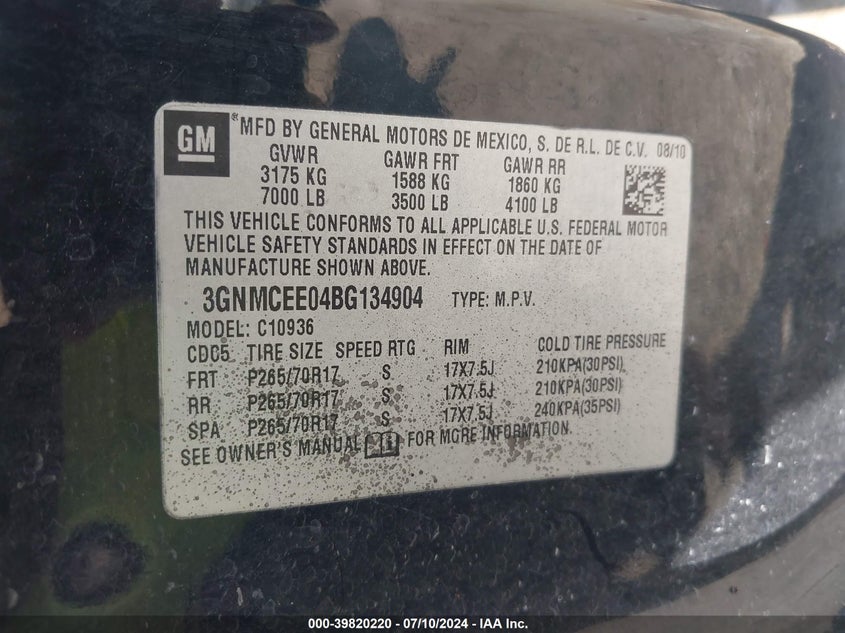 GM ® MFD BY GENERAL MOTORS DE MEXICO, S. DE R.L. DE C.V. 08/10
GVWR GAWR FRT GAWR RR
3175 KG 1588 KG 1860 KG
7000 LB 3500 LB 4100 LB
THIS VEHICLE CONFORMS TO ALL APPLICABLE U.S. FEDERAL MOTOR
VEHICLE SAFETY STANDARDS IN EFFECT ON THE DATE OF
MANUFACTURE SHOWN ABOVE.
3GNMCEE04BG134904 TYPE: M.P.V.
MODEL: C10936
CDC5 TIRE SIZE SPEED RTG RIM COLD TIRE PRESSURE
FRT P265/70R17 S 17X7.5J 210KPA(30PSI)
RR P265/70R17 S 17X7.5J 210KPA(30PSI)
SPA P265/70R17 S 17X7.5J 240KPA(35PSI)
SEE OWNER'S MANUAL FOR MORE INFORMATION.
000-39820220 - 07/10/2024 - IAA Inc.